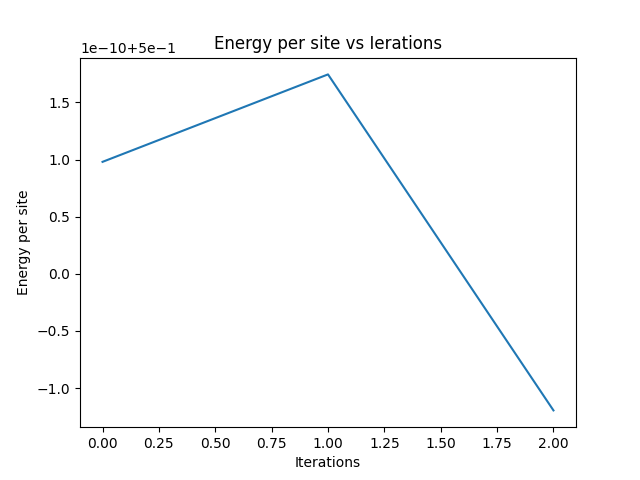 Energy per site vs Ierations
1e−10+5e−1
1.5
1.0
0.5
0.0
−0.5
−1.0
Energy per site
0.00 0.25 0.50 0.75 1.00 1.25 1.50 1.75 2.00
Iterations